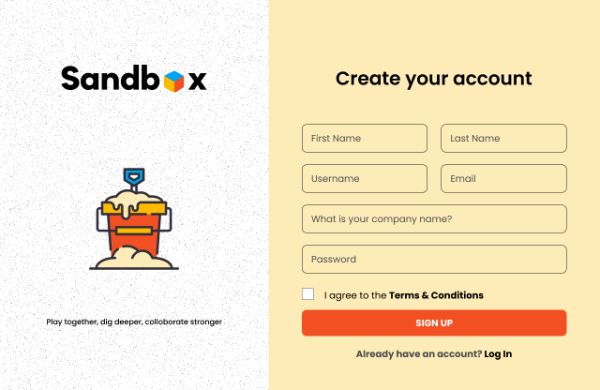 Sandbox
Play together, dig deeper, colloborate stronger
Create your account
First Name
Last Name
Username
Email
What is your company name?
Password
I agree to the Terms & Conditions
SIGN UP
Already have an account? Log In